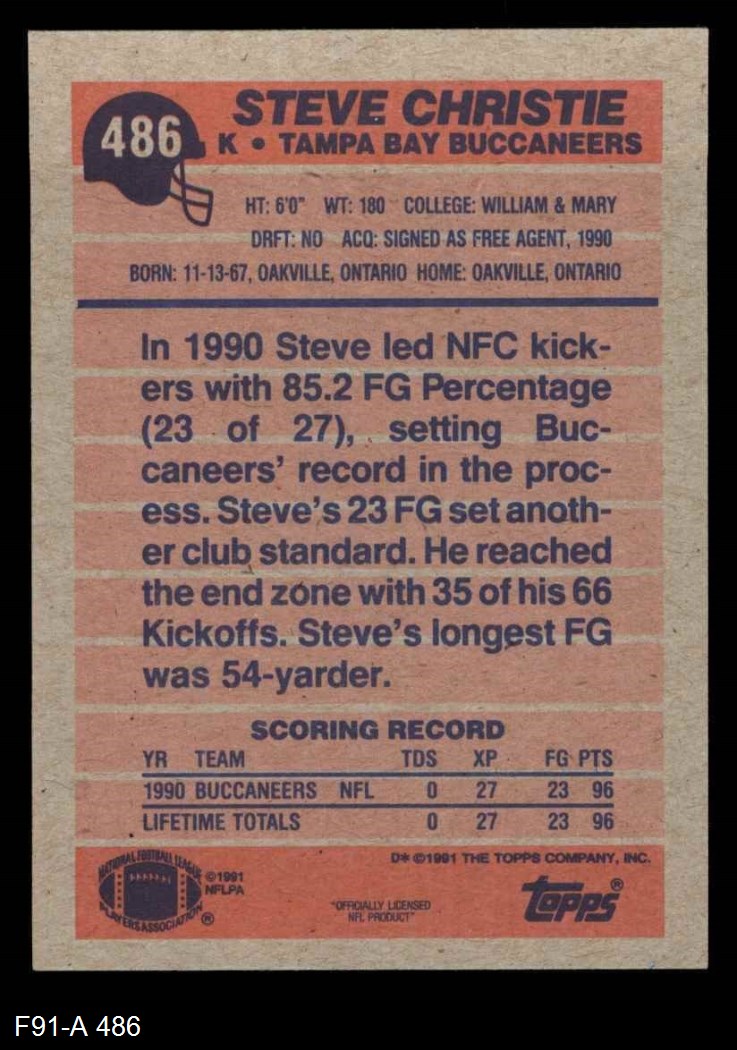 486
STEVE CHRISTIE
K • TAMPA BAY BUCCANEERS
HT: 6'0" WT: 180 COLLEGE: WILLIAM & MARY
DRFT: NO ACQ: SIGNED AS FREE AGENT, 1990
BORN: 11-13-67, OAKVILLE, ONTARIO HOME: OAKVILLE, ONTARIO
In 1990 Steve led NFC kick-
ers with 85.2 FG Percentage
(23 of 27), setting Buc-
caneers' record in the proc-
ess. Steve's 23 FG set anoth-
er club standard. He reached
the end zone with 35 of his 66
Kickoffs. Steve's longest FG
was 54-yarder.
SCORING RECORD
YR TEAM TDS XP FG PTS
1990 BUCCANEERS NFL 0 27 23 96
LIFETIME TOTALS 0 27 23 96
NATIONAL FOOTBALL LEAGUE
PLAYERS ASSOCIATION ®
©1991
NFLPA
D* ©1991 THE TOPPS COMPANY, INC.
"OFFICIALLY LICENSED
NFL PRODUCT"
Topps®
F91-A 486